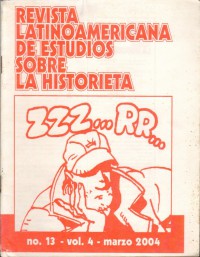 REVISTA
LATINOAMERICANA
DE ESTUDIOS
SOBRE
LA HISTORIETA
ZZZ...RR...
no. 13 - vol. 4 - marzo 2004